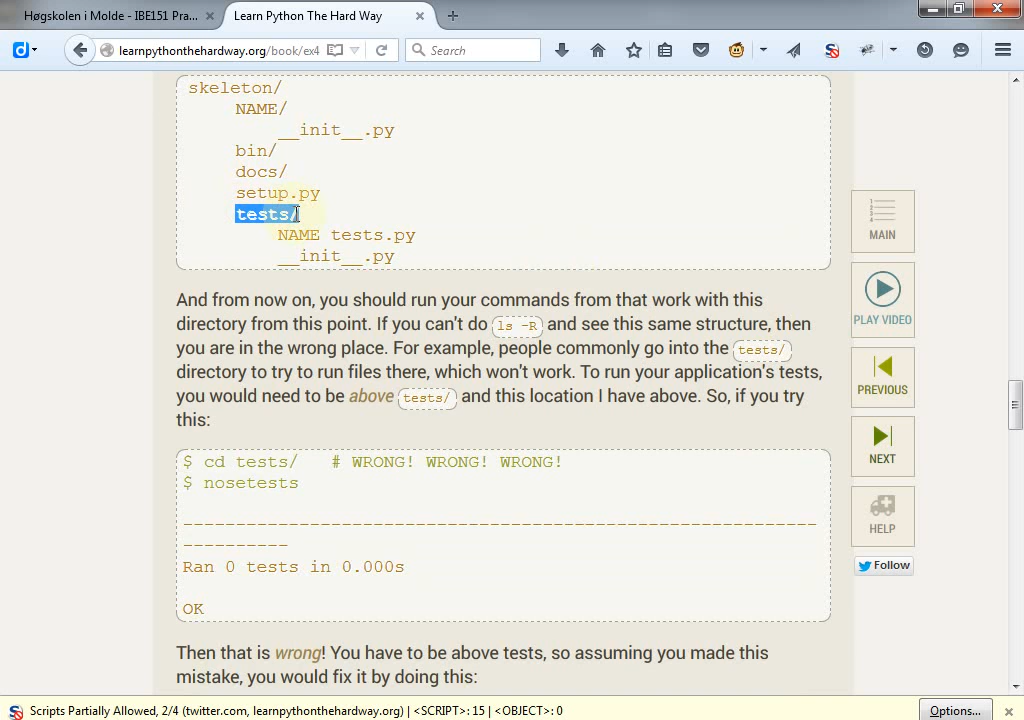 Høgskolen i Molde - IBE151 Pra...
Learn Python The Hard Way
learnpythonthehardway.org/book/ex4
Search
skeleton/
NAME/
__init__.py
bin/
docs/
setup.py
tests/
NAME tests.py
__init__.py
And from now on, you should run your commands from that work with this
directory from this point. If you can't do ls -R and see this same structure, then
you are in the wrong place. For example, people commonly go into the tests/
directory to try to run files there, which won't work. To run your application's tests,
you would need to be above tests/ and this location I have above. So, if you try
this:
$ cd tests/   # WRONG! WRONG! WRONG!
$ nosetests
------------------------------------------------------------
----------
Ran 0 tests in 0.000s
OK
Then that is wrong! You have to be above tests, so assuming you made this
mistake, you would fix it by doing this:
MAIN
PLAY VIDEO
PREVIOUS
NEXT
HELP
Follow
Scripts Partially Allowed, 2/4 (twitter.com, learnpythonthehardway.org) | <SCRIPT>: 15 | <OBJECT>: 0
Options...